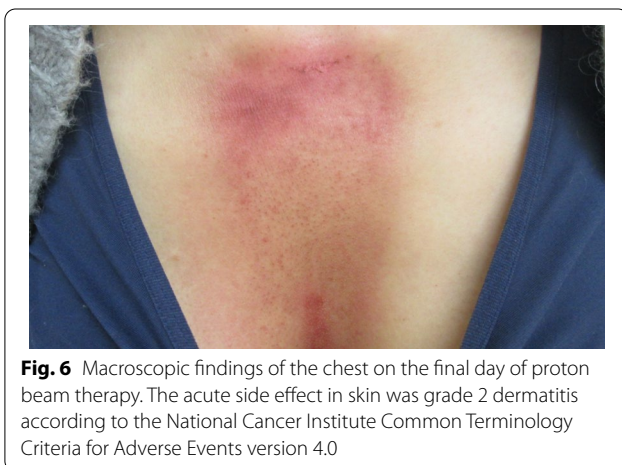 Fig. 6 Macroscopic findings of the chest on the final day of proton
beam therapy. The acute side effect in skin was grade 2 dermatitis
according to the National Cancer Institute Common Terminology
Criteria for Adverse Events version 4.0